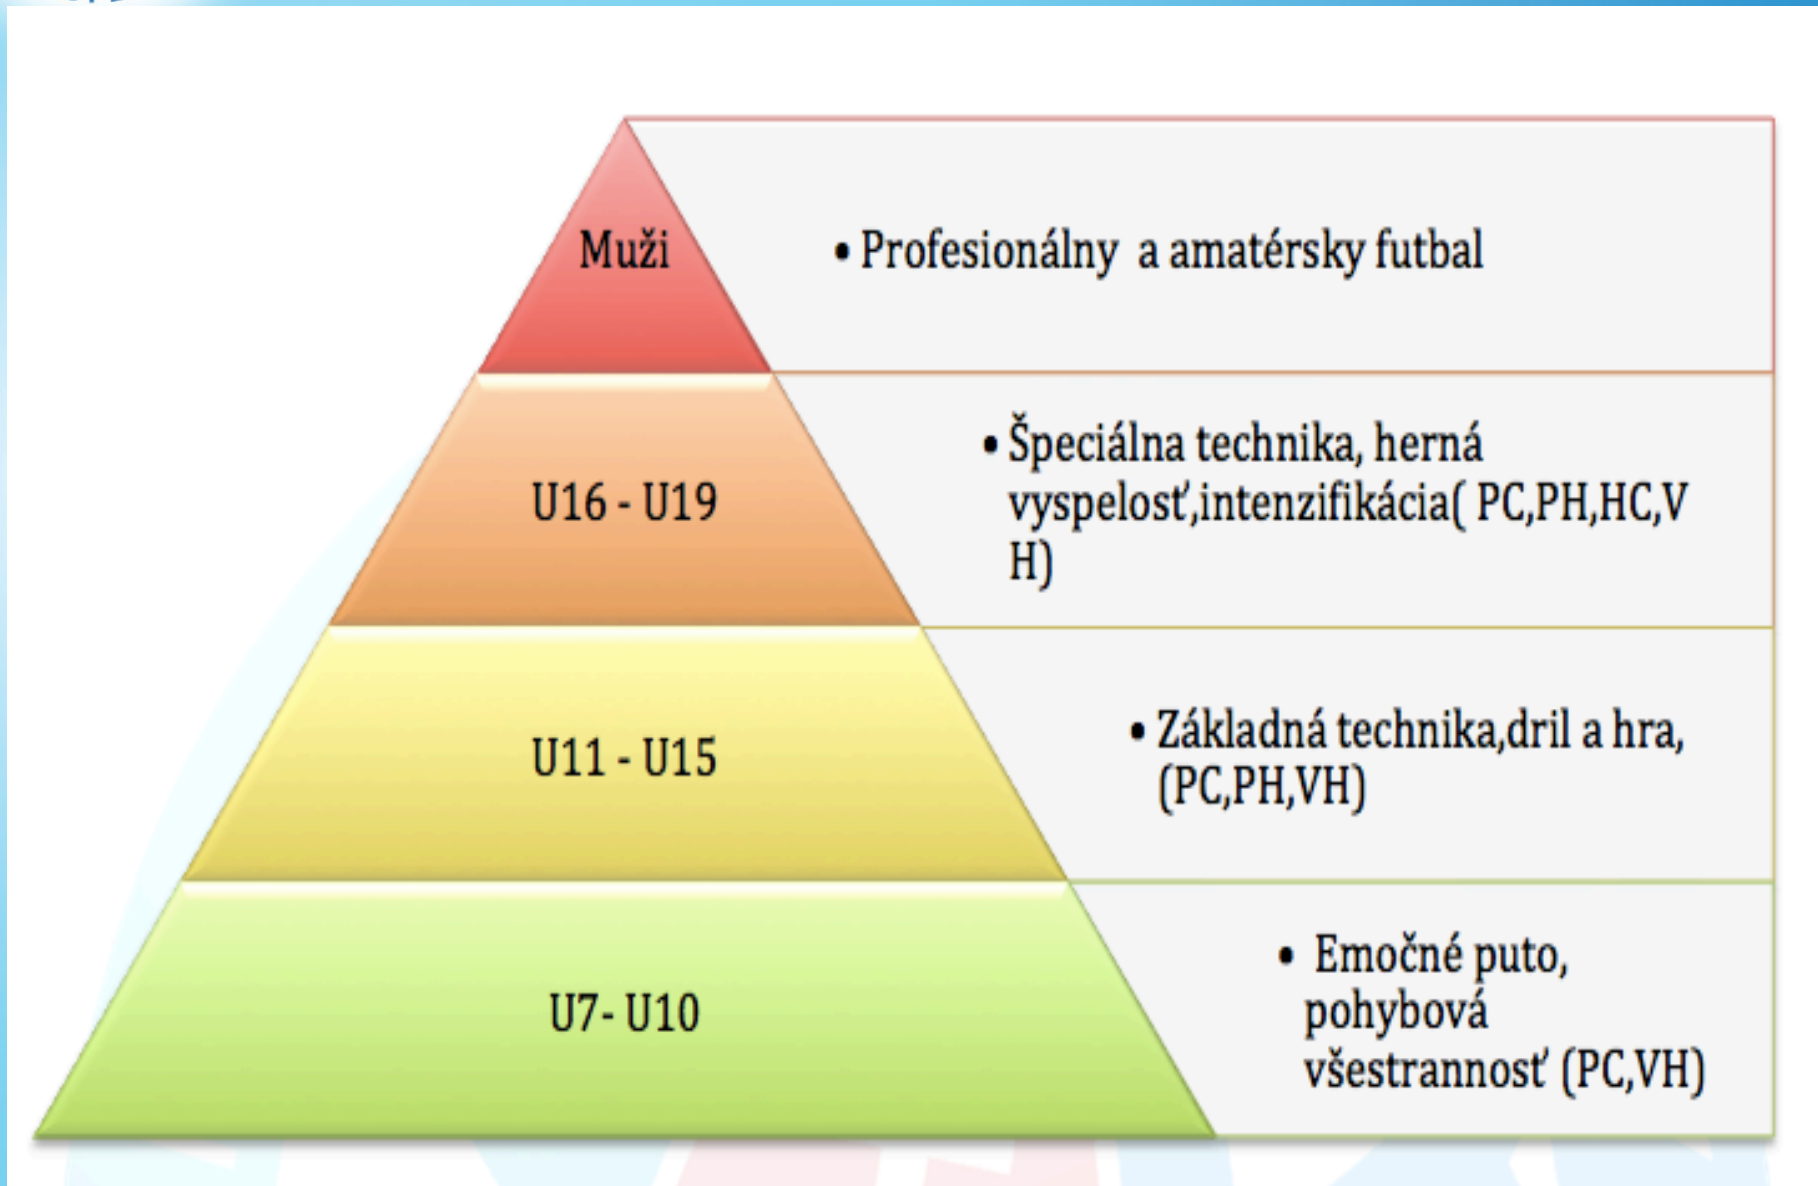 Muži
• Profesionálny  a amatérsky futbal
U16 - U19
• Špeciálna technika, herná
vyspelosť,intenzifikácia( PC,PH,HC,V
H)
U11 - U15
• Základná technika,dril a hra,
(PC,PH,VH)
U7- U10
• Emočné puto,
pohybová
všestrannosť (PC,VH)